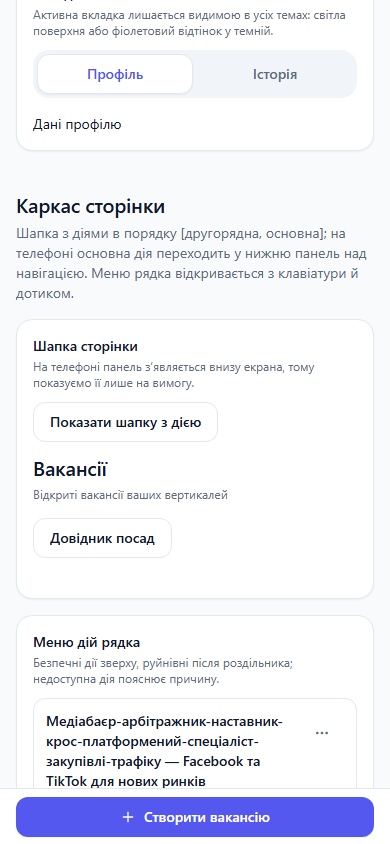 Активна вкладка лишається видимою в усіх темах: світла
поверхня або фіолетовий відтінок у темній.
Профіль
Історія
Дані профілю
Каркас сторінки
Шапка з діями в порядку [другорядна, основна]; на
телефоні основна дія переходить у нижню панель над
навігацією. Меню рядка відкривається з клавіатури й
дотиком.
Шапка сторінки
На телефоні панель з’являється внизу екрана, тому
показуємо її лише на вимогу.
Показати шапку з дією
Вакансії
Відкриті вакансії ваших вертикалей
Довідник посад
Меню дій рядка
Безпечні дії зверху, руйнівні після роздільника;
недоступна дія пояснює причину.
Медіабаєр-арбітражник-наставник-
крос-платформений-спеціаліст-
закупівлі-трафіку — Facebook та
TikTok для нових ринків
Створити вакансію